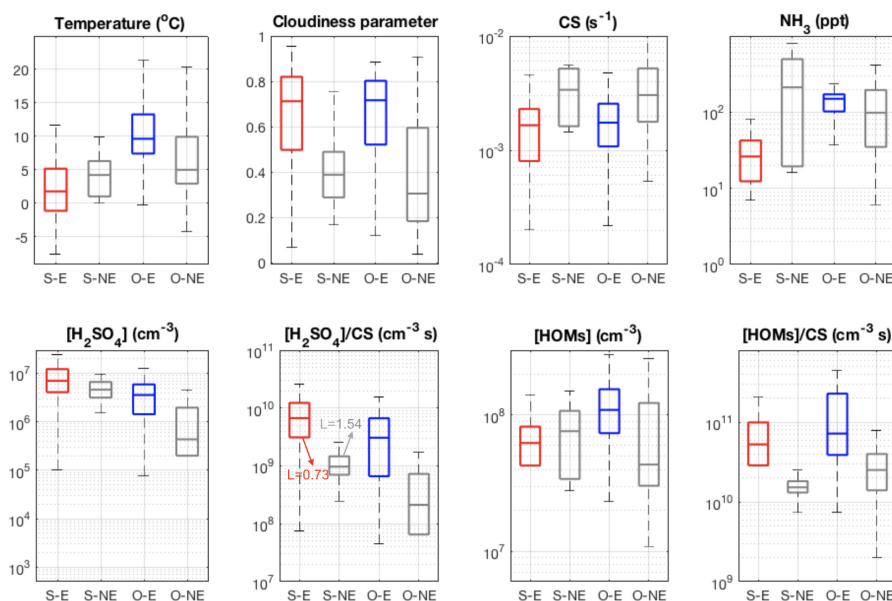 Temperature (°C)
25
20
15
10
5
0
-5
S-E S-NE O-E O-NE
Cloudiness parameter
1
0.8
0.6
0.4
0.2
0
S-E S-NE O-E O-NE
CS (s⁻¹)
10⁻²
10⁻³
10⁻⁴
S-E S-NE O-E O-NE
NH₃ (ppt)
10²
10¹
10⁰
S-E S-NE O-E O-NE
[H₂SO₄] (cm⁻³)
10⁷
10⁶
10⁵
10⁴
10³
S-E S-NE O-E O-NE
[H₂SO₄]/CS (cm⁻³ s)
10¹¹
10¹⁰
10⁹
10⁸
10⁷
L=1.54
L=0.73
S-E S-NE O-E O-NE
[HOMs] (cm⁻³)
10⁸
10⁷
S-E S-NE O-E O-NE
[HOMs]/CS (cm⁻³ s)
10¹¹
10¹⁰
10⁹
S-E S-NE O-E O-NE